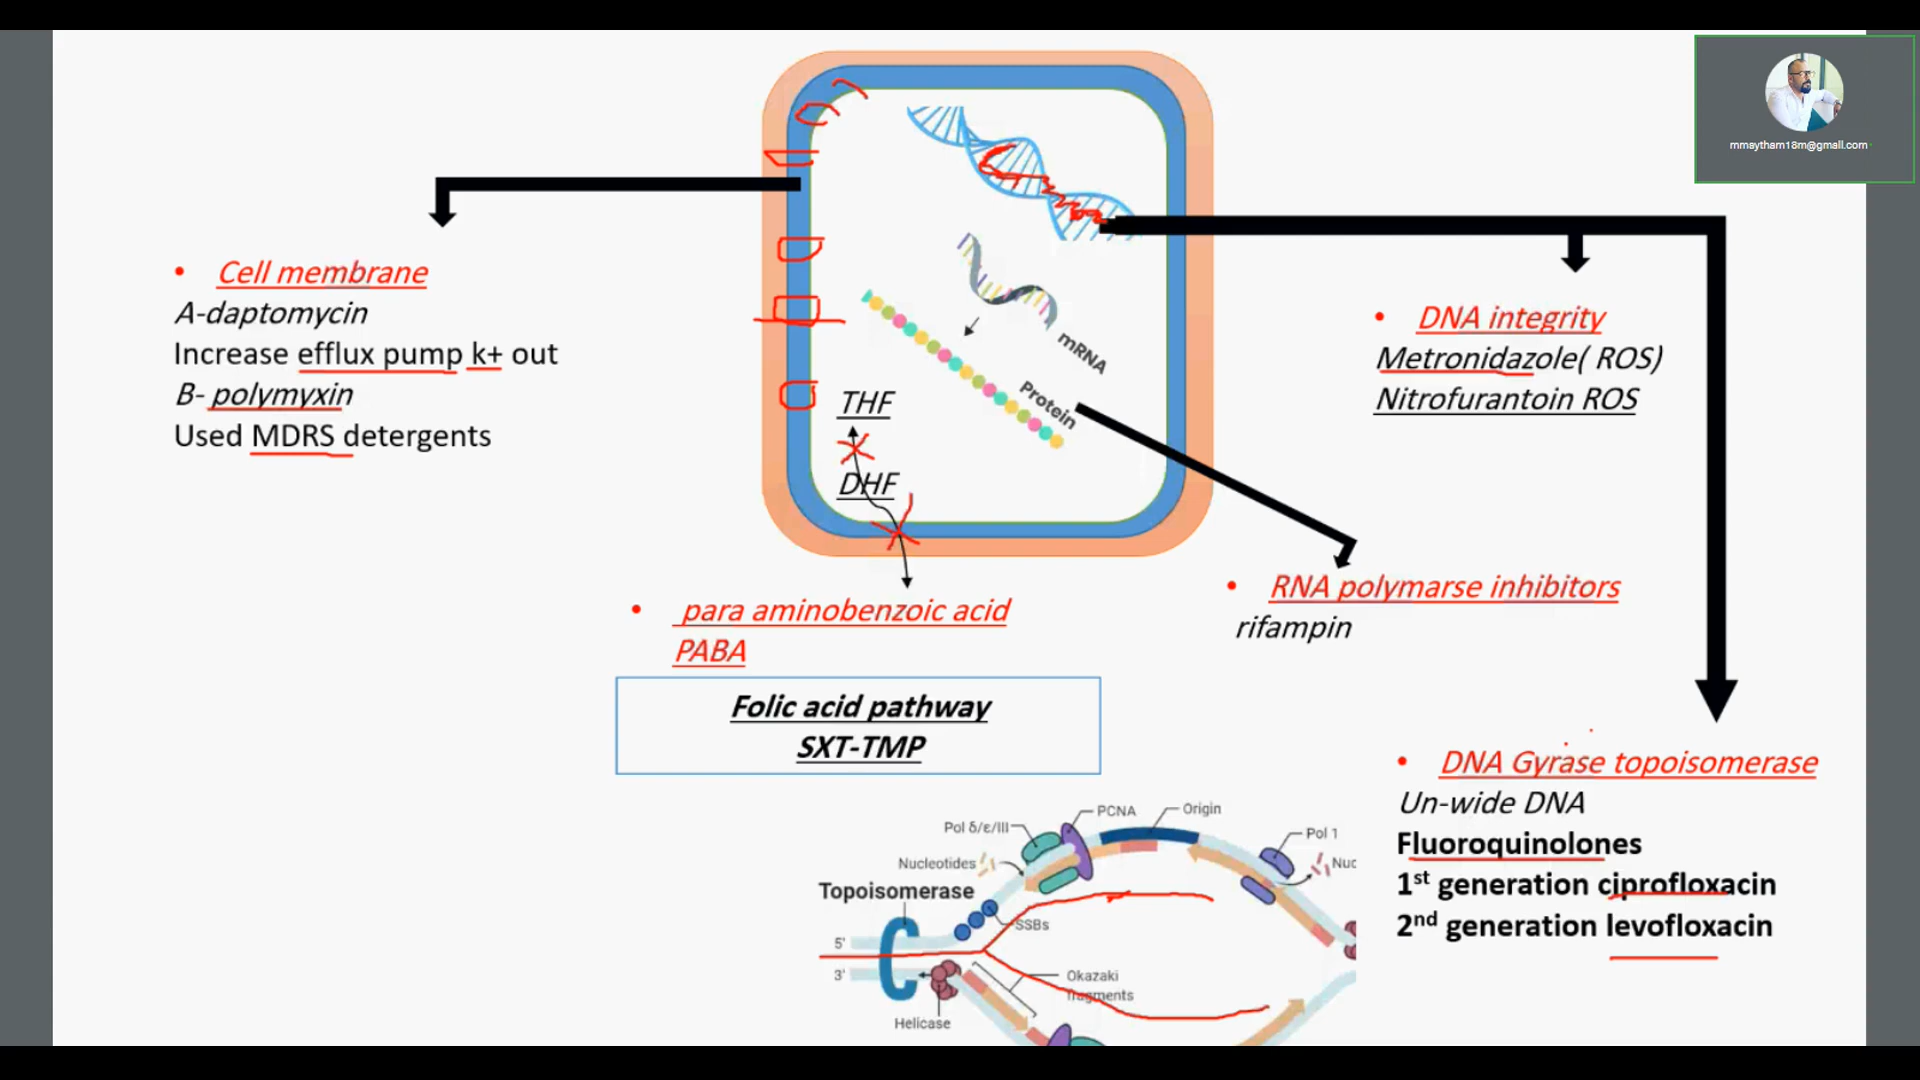 mmaytham18m@gmail.com
• Cell membrane
A-daptomycin
Increase efflux pump k+ out
B- polymyxin
Used MDRS detergents
mRNA
Protein
THF
DHF
• para aminobenzoic acid
PABA
Folic acid pathway
SXT-TMP
• DNA integrity
Metronidazole( ROS)
Nitrofurantoin ROS
• RNA polymarse inhibitors
rifampin
• DNA Gyrase topoisomerase
Un-wide DNA
Fluoroquinolones
1st generation ciprofloxacin
2nd generation levofloxacin
PCNA
Origin
Pol δ/ε/III
Pol 1
Nucleotides
Nuc
Topoisomerase
SSBs
5'
3'
Okazaki
fragments
Helicase